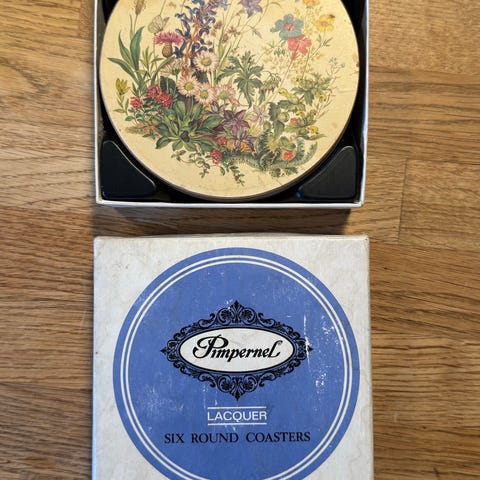 Pimpernel
LACQUER
SIX ROUND COASTERS